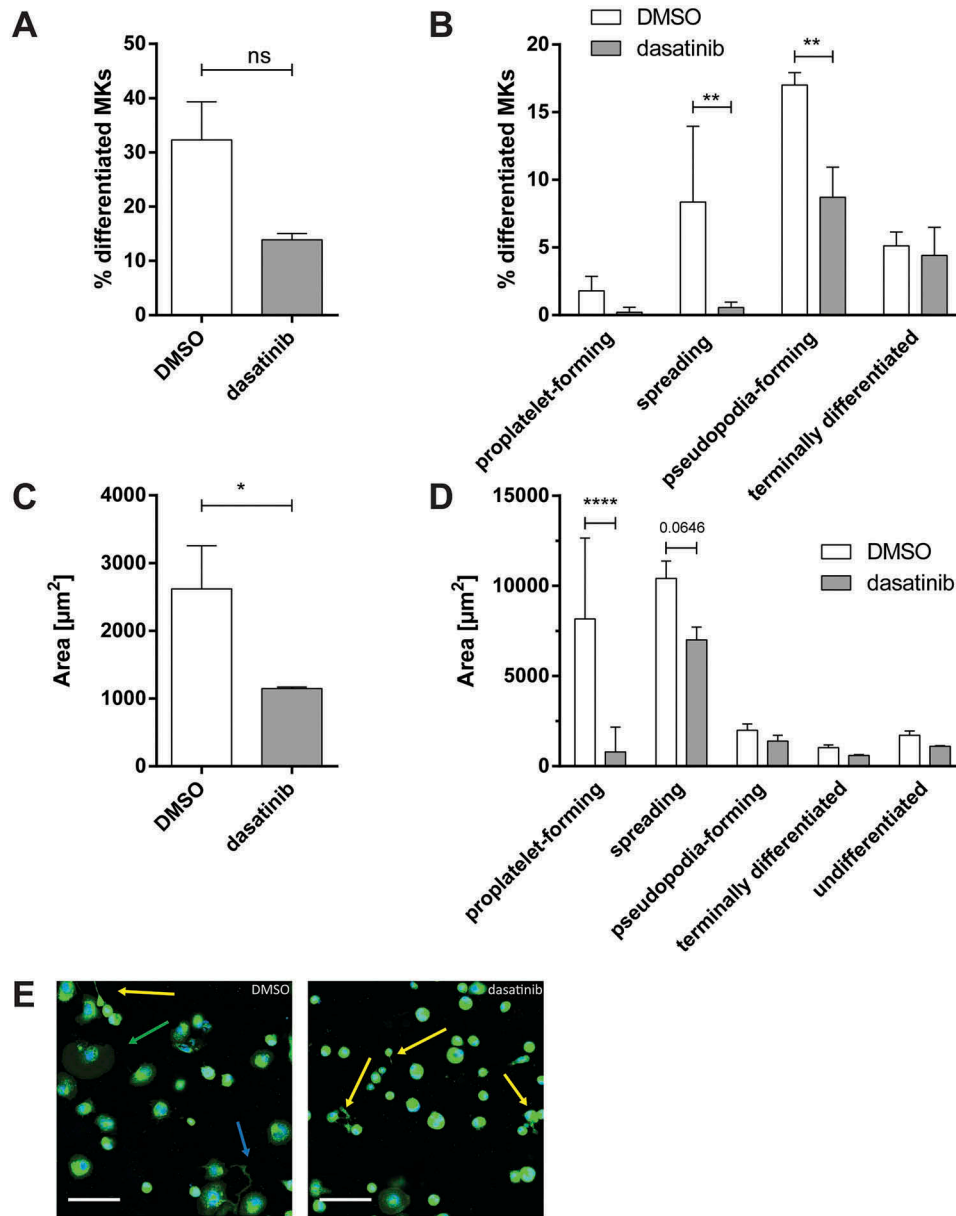 A
% differentiated MKs
50
40
30
20
10
0
ns
DMSO
dasatinib
B
DMSO
dasatinib
% differentiated MKs
20
15
10
5
0
**
**
proplatelet-forming
spreading
pseudopodia-forming
terminally differentiated
C
Area [µm²]
4000
3000
2000
1000
0
*
DMSO
dasatinib
D
Area [µm²]
15000
10000
5000
0
****
0.0646
DMSO
dasatinib
proplatelet-forming
spreading
pseudopodia-forming
terminally differentiated
undifferentiated
E
DMSO
dasatinib